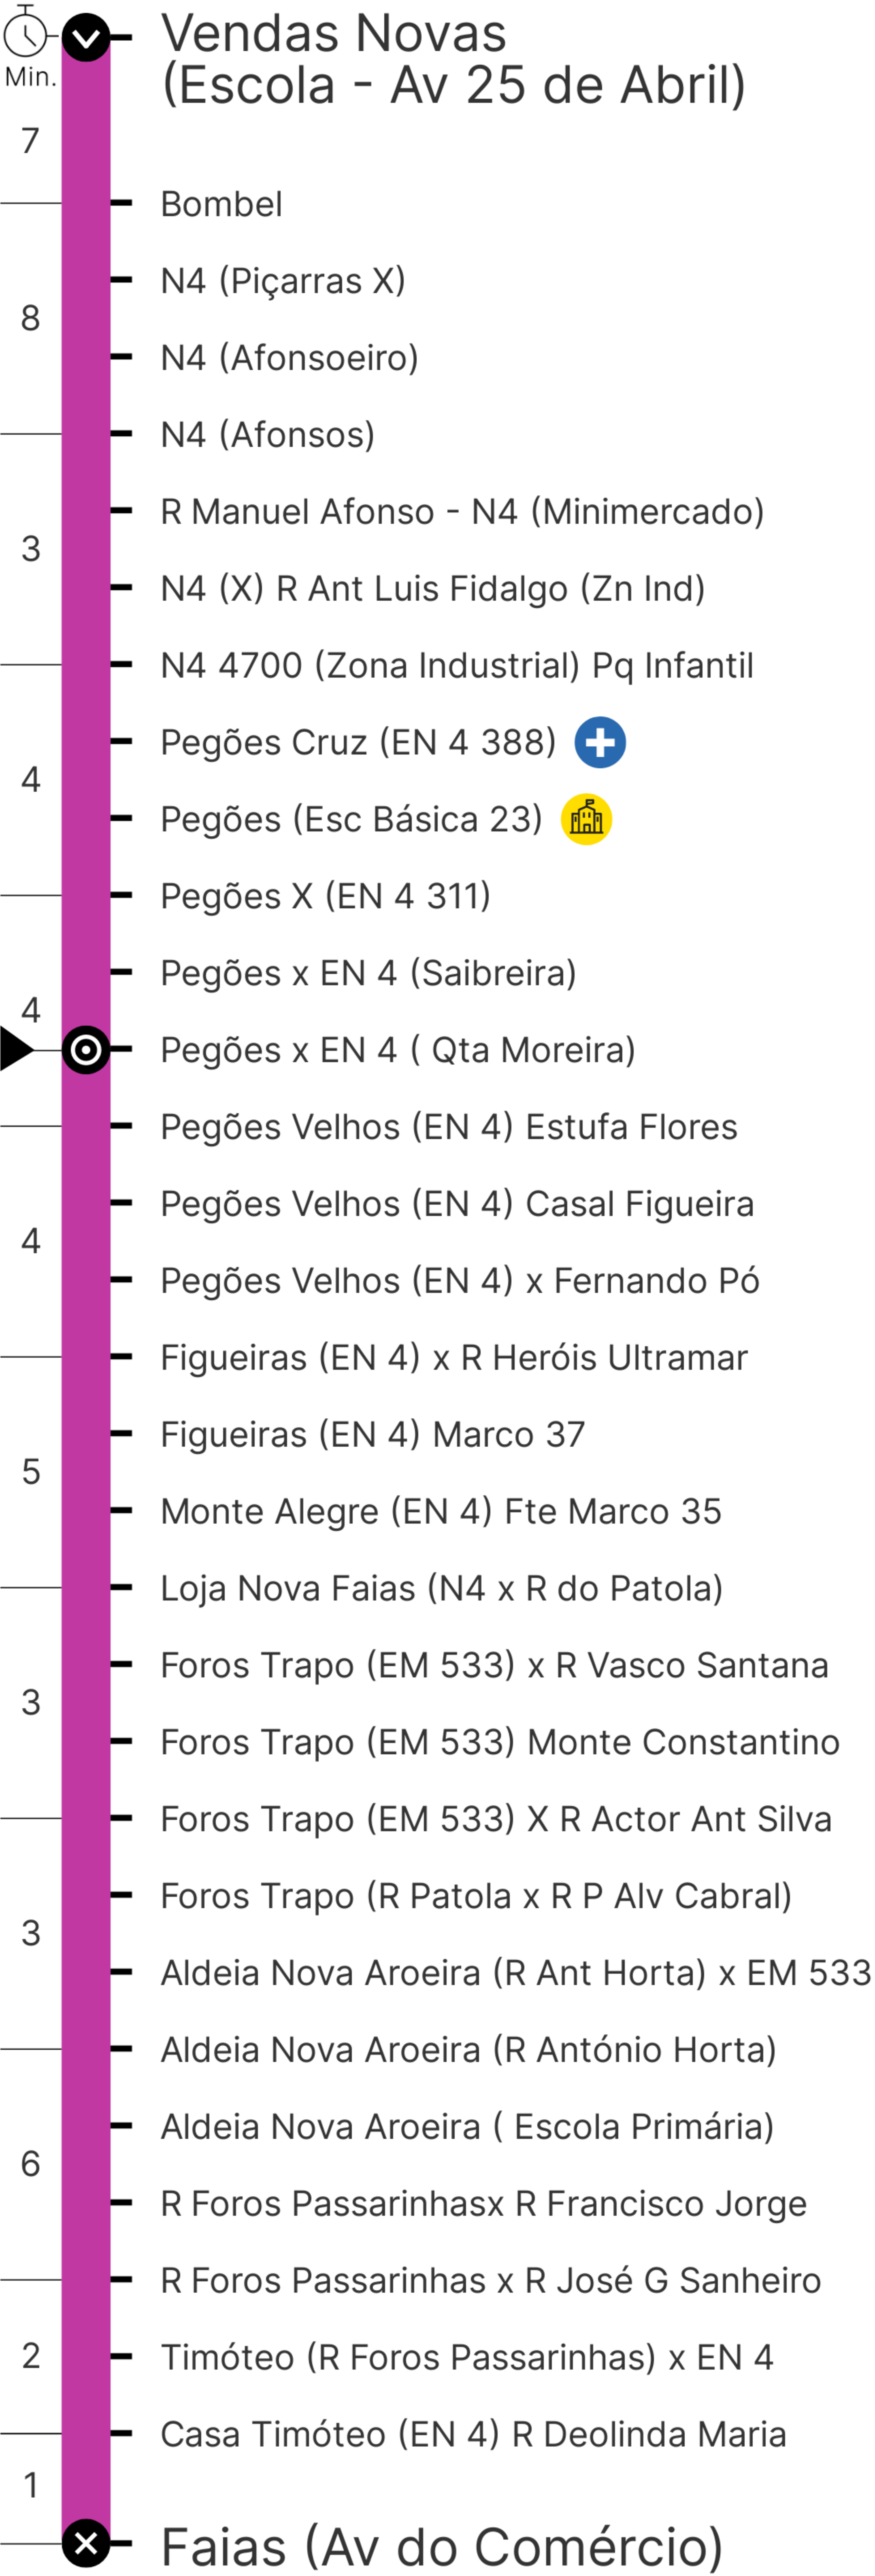 Vendas Novas
(Escola - Av 25 de Abril)
Min.
7
Bombel
N4 (Piçarras X)
8
N4 (Afonsoeiro)
N4 (Afonsos)
R Manuel Afonso - N4 (Minimercado)
3
N4 (X) R Ant Luis Fidalgo (Zn Ind)
N4 4700 (Zona Industrial) Pq Infantil
Pegões Cruz (EN 4 388)
4
Pegões (Esc Básica 23)
Pegões X (EN 4 311)
Pegões x EN 4 (Saibreira)
4
Pegões x EN 4 ( Qta Moreira)
Pegões Velhos (EN 4) Estufa Flores
Pegões Velhos (EN 4) Casal Figueira
4
Pegões Velhos (EN 4) x Fernando Pó
Figueiras (EN 4) x R Heróis Ultramar
Figueiras (EN 4) Marco 37
5
Monte Alegre (EN 4) Fte Marco 35
Loja Nova Faias (N4 x R do Patola)
Foros Trapo (EM 533) x R Vasco Santana
3
Foros Trapo (EM 533) Monte Constantino
Foros Trapo (EM 533) X R Actor Ant Silva
Foros Trapo (R Patola x R P Alv Cabral)
3
Aldeia Nova Aroeira (R Ant Horta) x EM 533
Aldeia Nova Aroeira (R António Horta)
Aldeia Nova Aroeira ( Escola Primária)
6
R Foros Passarinhasx R Francisco Jorge
R Foros Passarinhas x R José G Sanheiro
2
Timóteo (R Foros Passarinhas) x EN 4
Casa Timóteo (EN 4) R Deolinda Maria
1
Faias (Av do Comércio)